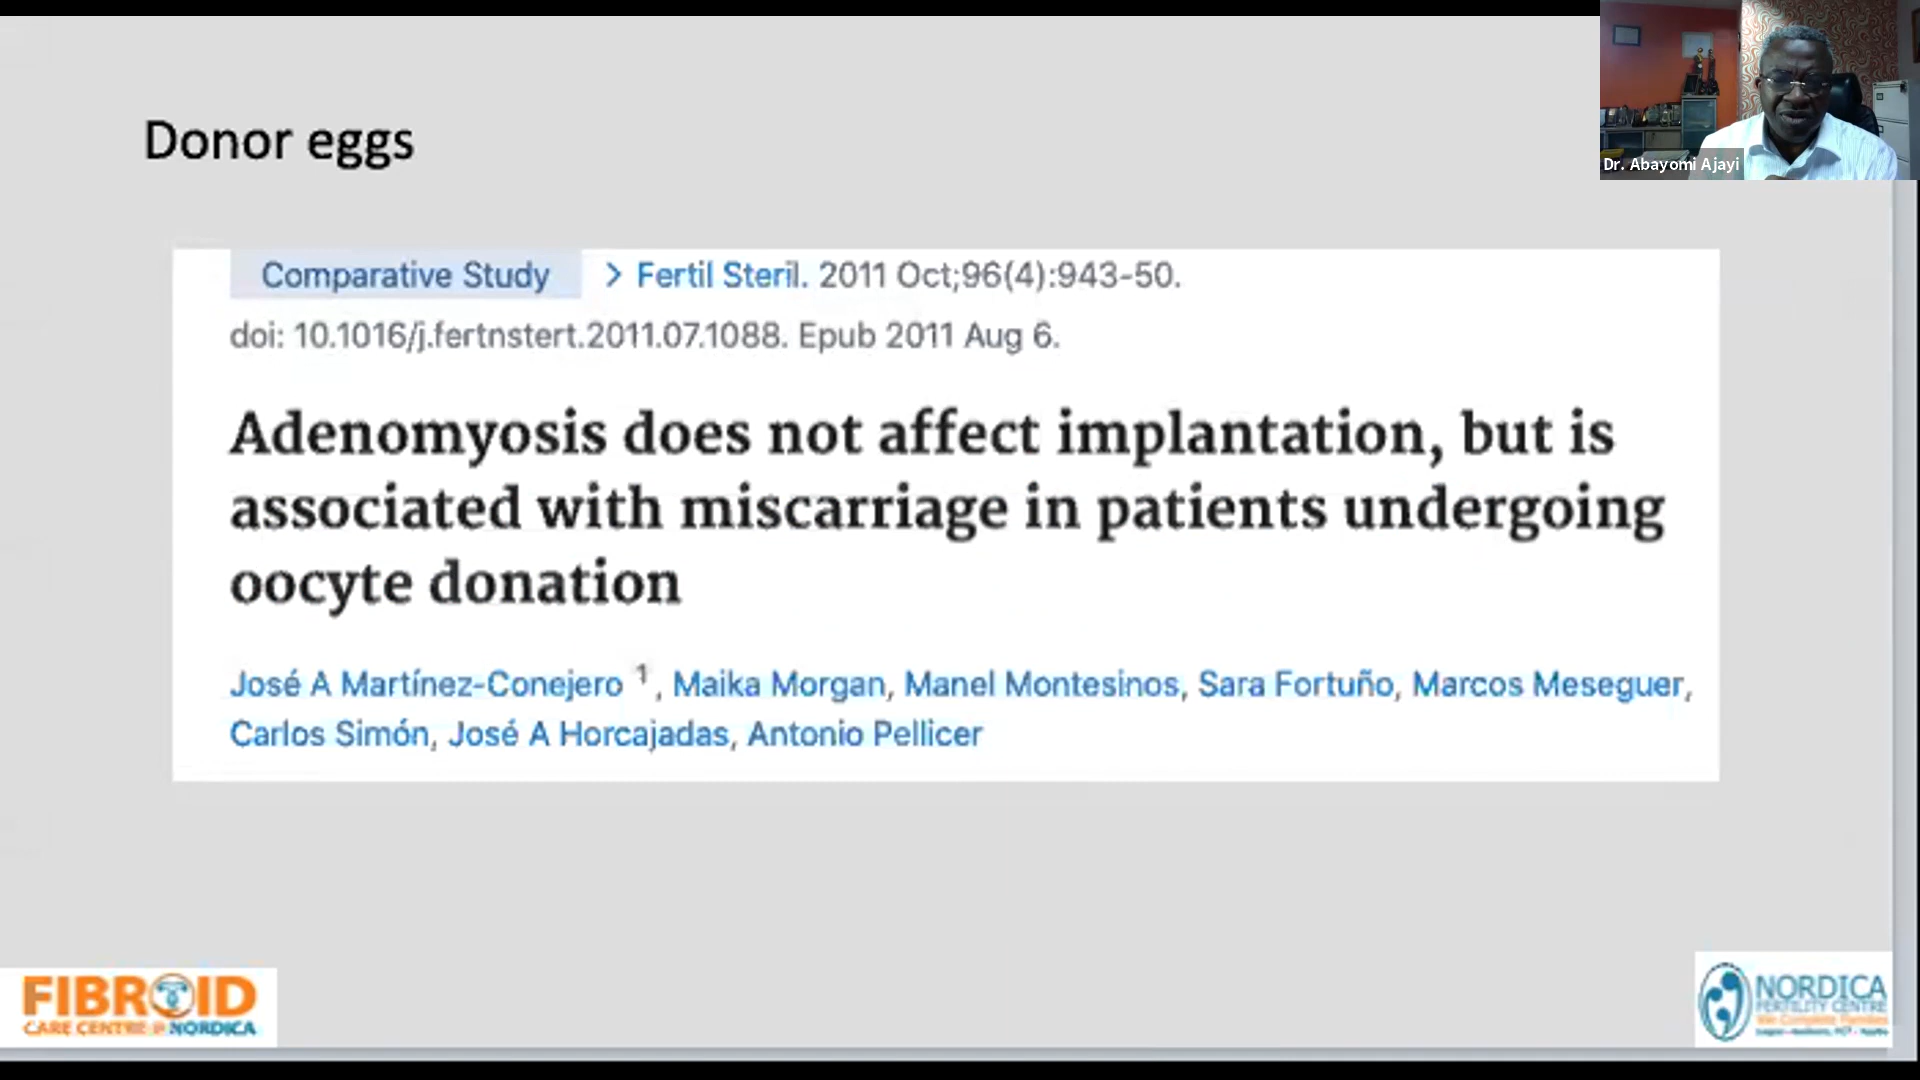 Donor eggs
Dr. Abayomi Ajayi
Comparative Study > Fertil Steril. 2011 Oct;96(4):943-50.
doi: 10.1016/j.fertnstert.2011.07.1088. Epub 2011 Aug 6.
Adenomyosis does not affect implantation, but is
associated with miscarriage in patients undergoing
oocyte donation
José A Martínez-Conejero 1, Maika Morgan, Manel Montesinos, Sara Fortuño, Marcos Meseguer,
Carlos Simón, José A Horcajadas, Antonio Pellicer
FIBROID
CARE CENTRE @ NORDICA
NORDICA
FERTILITY CENTRE